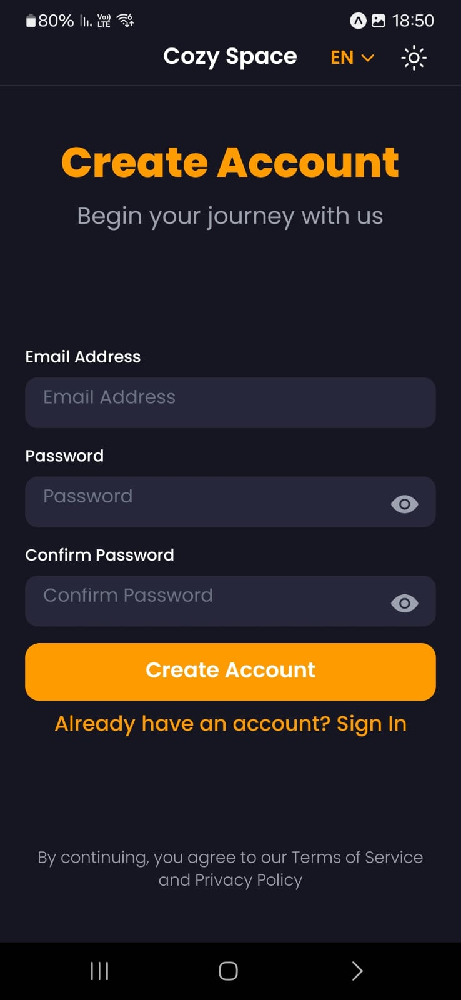 80% Vo)) LTE 6 18:50
Cozy Space EN
Create Account
Begin your journey with us
Email Address
Email Address
Password
Password
Confirm Password
Confirm Password
Create Account
Already have an account? Sign In
By continuing, you agree to our Terms of Service
and Privacy Policy